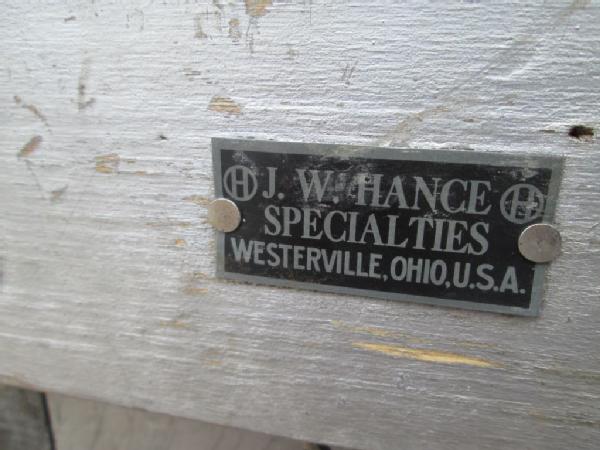 H J. W. HANCE H
SPECIALTIES
WESTERVILLE, OHIO, U.S.A.